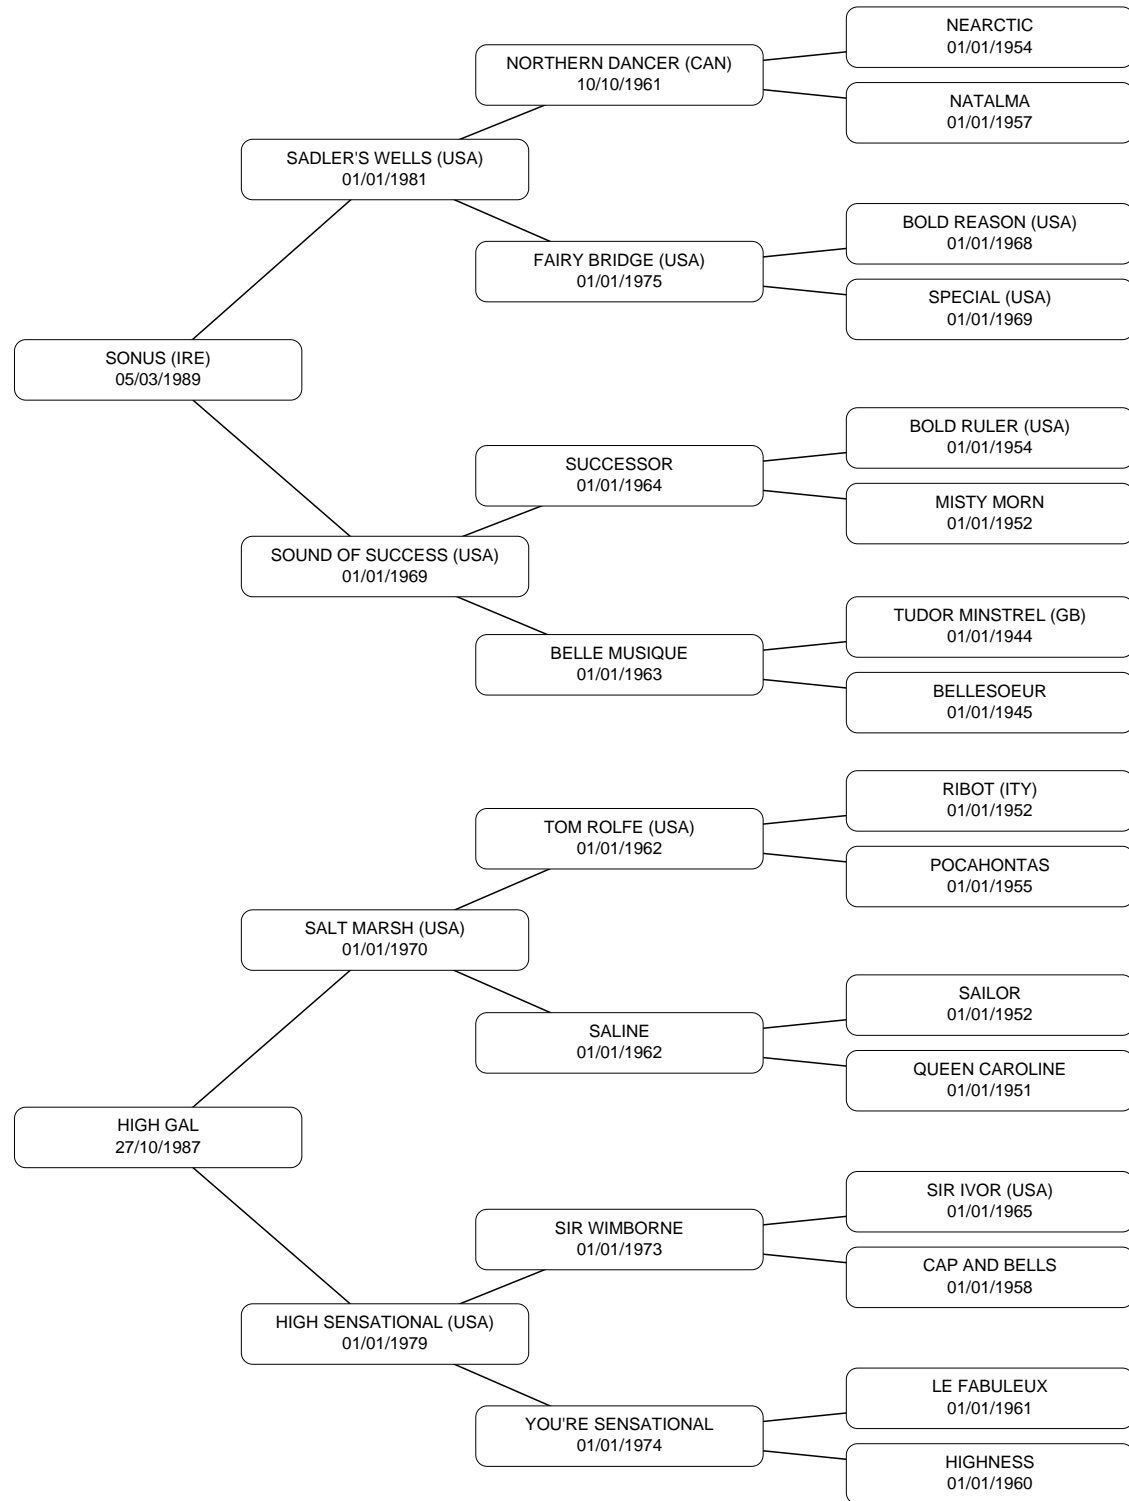 NEARCTIC
01/01/1954
NORTHERN DANCER (CAN)
10/10/1961
NATALMA
01/01/1957
SADLER'S WELLS (USA)
01/01/1981
BOLD REASON (USA)
01/01/1968
FAIRY BRIDGE (USA)
01/01/1975
SPECIAL (USA)
01/01/1969
SONUS (IRE)
05/03/1989
BOLD RULER (USA)
01/01/1954
SUCCESSOR
01/01/1964
MISTY MORN
01/01/1952
SOUND OF SUCCESS (USA)
01/01/1969
TUDOR MINSTREL (GB)
01/01/1944
BELLE MUSIQUE
01/01/1963
BELLESOEUR
01/01/1945
RIBOT (ITY)
01/01/1952
TOM ROLFE (USA)
01/01/1962
POCAHONTAS
01/01/1955
SALT MARSH (USA)
01/01/1970
SAILOR
01/01/1952
SALINE
01/01/1962
QUEEN CAROLINE
01/01/1951
HIGH GAL
27/10/1987
SIR IVOR (USA)
01/01/1965
SIR WIMBORNE
01/01/1973
CAP AND BELLS
01/01/1958
HIGH SENSATIONAL (USA)
01/01/1979
LE FABULEUX
01/01/1961
YOU'RE SENSATIONAL
01/01/1974
HIGHNESS
01/01/1960